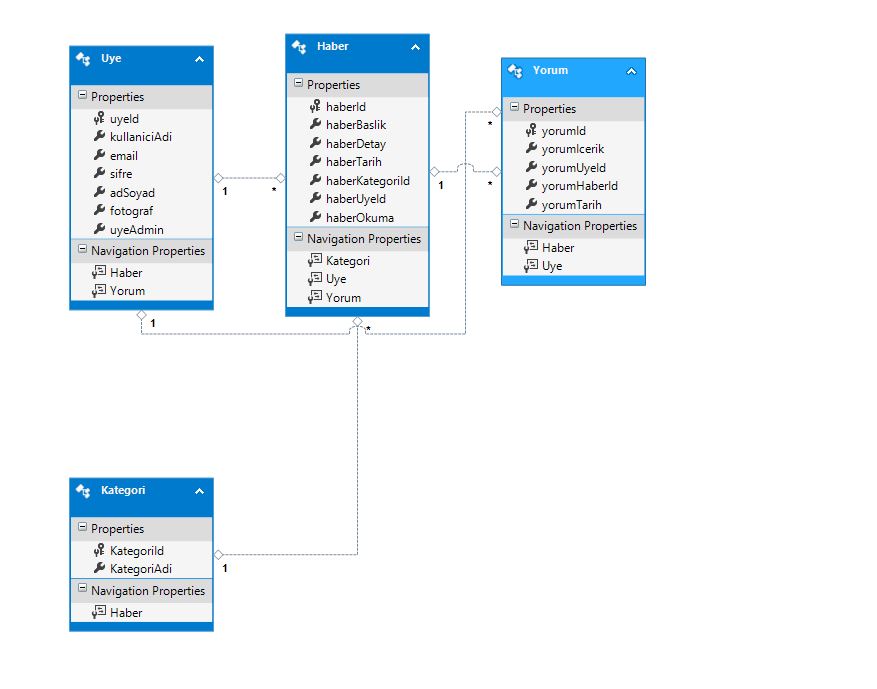 Uye
Properties
uyeId
kullaniciAdi
email
sifre
adSoyad
fotograf
uyeAdmin
Navigation Properties
Haber
Yorum
Haber
Properties
haberId
haberBaslik
haberDetay
haberTarih
haberKategoriId
haberUyeId
haberOkuma
Navigation Properties
Kategori
Uye
Yorum
Yorum
Properties
yorumId
yorumIcerik
yorumUyeId
yorumHaberId
yorumTarih
Navigation Properties
Haber
Uye
1
*
1
*
*
1
*
Kategori
Properties
KategoriId
KategoriAdi
Navigation Properties
Haber
1